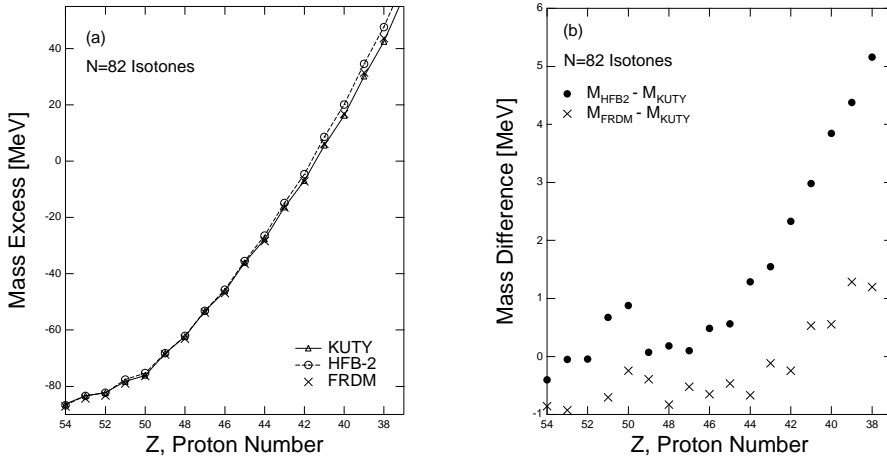 (a)
N=82 Isotones
Mass Excess [MeV]
40
20
0
-20
-40
-60
-80
KUTY
HFB-2
FRDM
54 52 50 48 46 44 42 40 38
Z, Proton Number
(b)
N=82 Isotones
M_HFB2 - M_KUTY
M_FRDM - M_KUTY
Mass Difference [MeV]
6
5
4
3
2
1
0
-1
54 52 50 48 46 44 42 40 38
Z, Proton Number